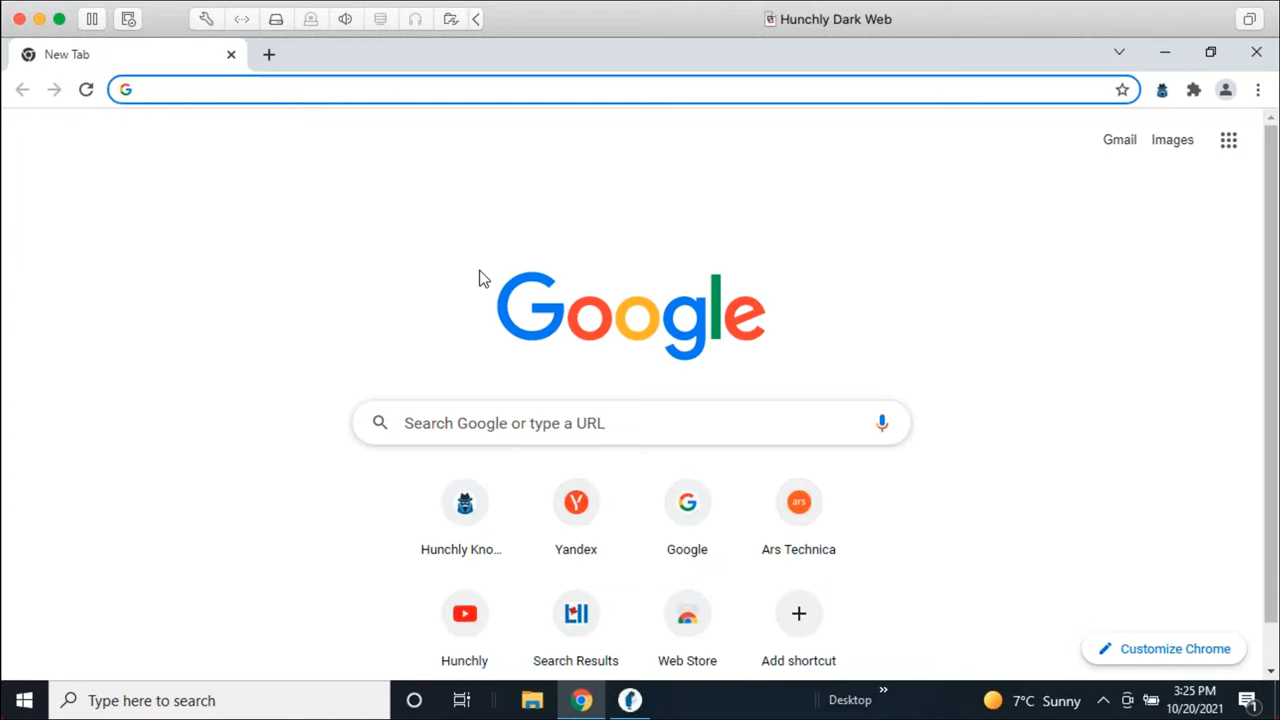 Hunchly Dark Web
New Tab
Gmail Images
Google
Search Google or type a URL
Hunchly Kno... Yandex Google Ars Technica
ars
Hunchly Search Results Web Store Add shortcut
Customize Chrome
Type here to search
Desktop
7°C Sunny
3:25 PM
10/20/2021
1